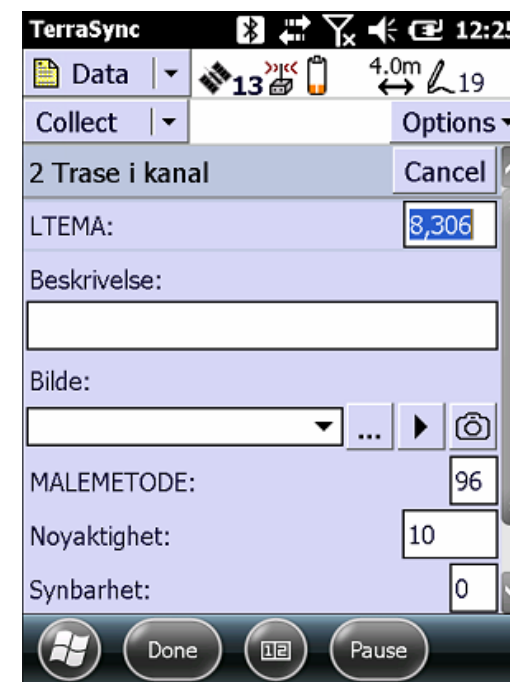 TerraSync 12:25
Data 13 4.0m 19
Collect Options
2 Trase i kanal Cancel
LTEMA: 8,306
Beskrivelse:
Bilde:
...
MALEMETODE: 96
Noyaktighet: 10
Synbarhet: 0
Done 12 Pause